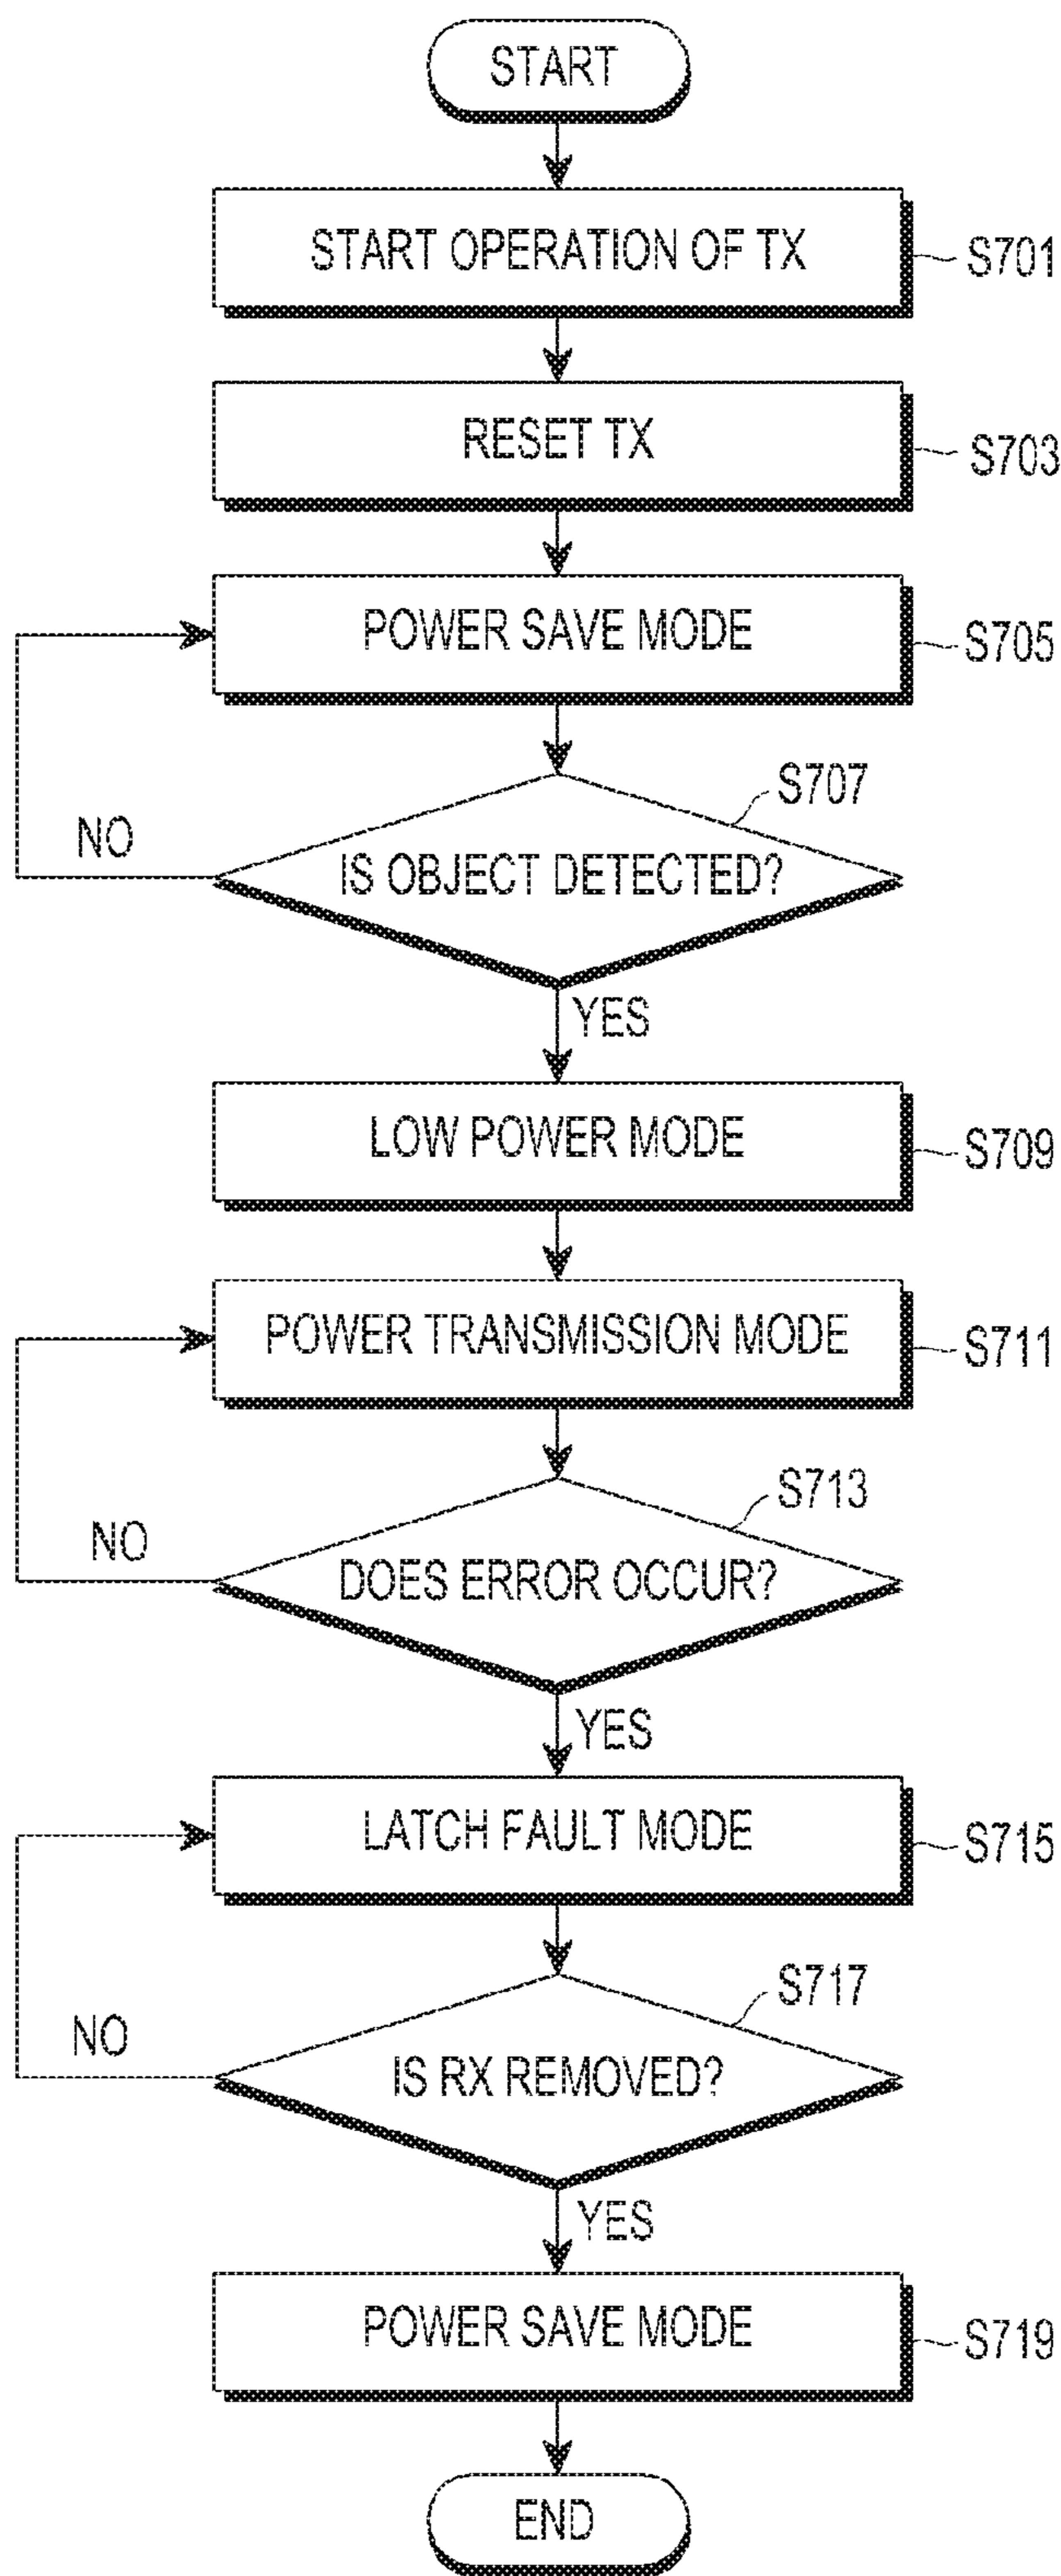 START
START OPERATION OF TX
S701
RESET TX
S703
POWER SAVE MODE
S705
S707
NO
IS OBJECT DETECTED?
YES
LOW POWER MODE
S709
POWER TRANSMISSION MODE
S711
S713
NO
DOES ERROR OCCUR?
YES
LATCH FAULT MODE
S715
S717
NO
IS RX REMOVED?
YES
POWER SAVE MODE
S719
END